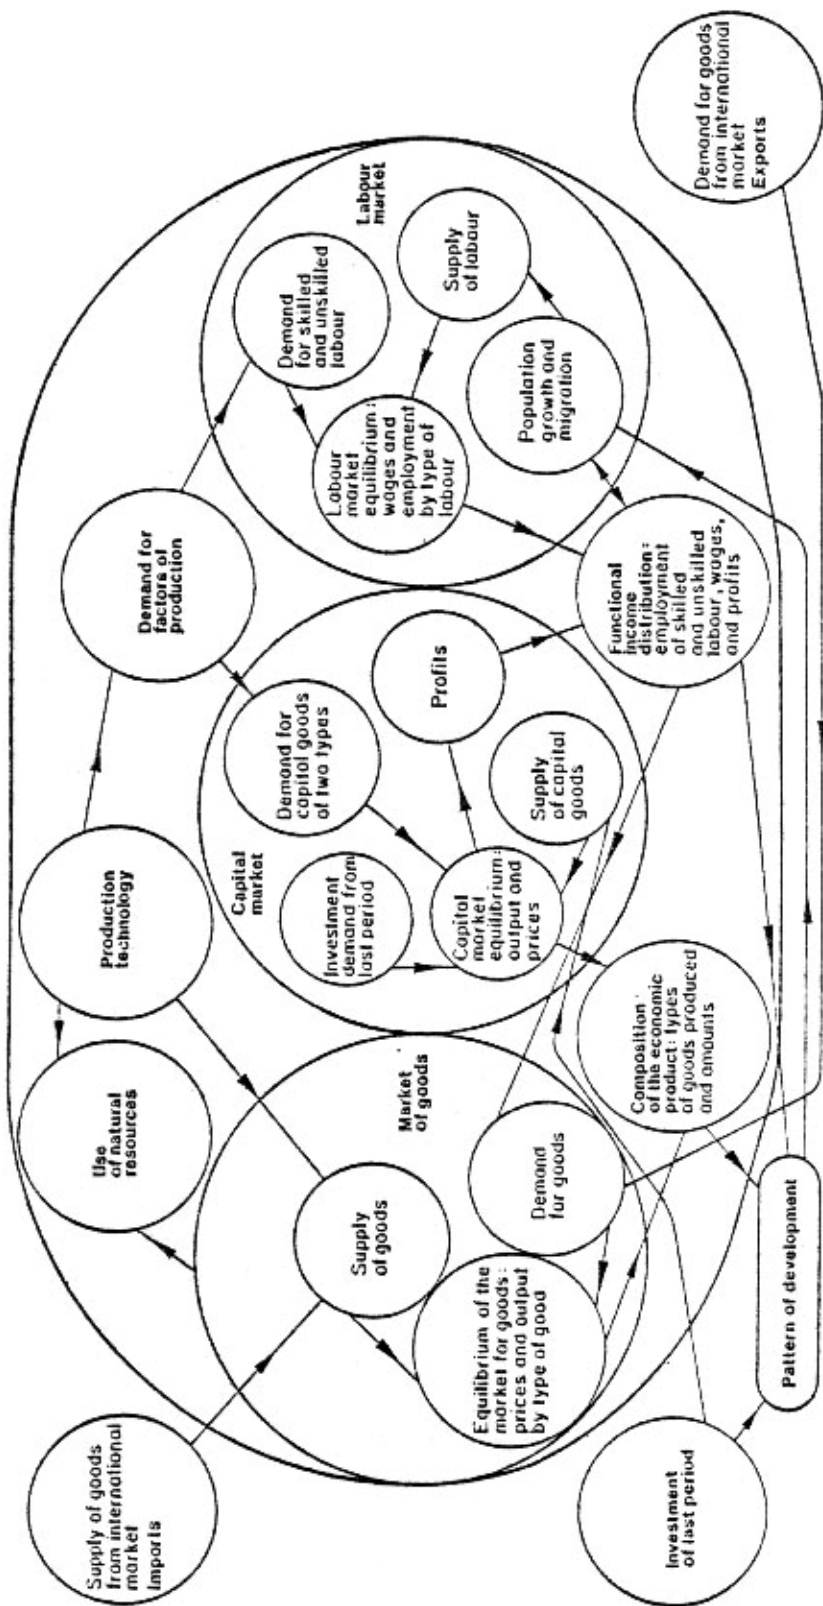 Supply of goods
from international
market
Imports
Use
of natural
resources
Production
technology
Demand for
factors of
production
Market
of goods
Supply
of goods
Equilibrium of the
market for goods:
prices and output
by type of good
Demand
fur goods
Capital
market
Investment
demand from
last period
Demand for
capital goods
of two types
Capital
market
equilibrium:
output and
prices
Profits
Supply
of capital
goods
Labour
market
Demand
for skilled
and unskilled
labour
Labour
market
equilibrium:
wages and
employment
by type of
labour
Supply
of labour
Population
growth and
migration
Investment
of last period
Pattern of development
Composition
of the economic
product: types
of goods produced
and amounts
Functional
income
distribution:
employment
of skilled
and unskilled
labour, wages,
and profits
Demand for goods
from international
market
Exports